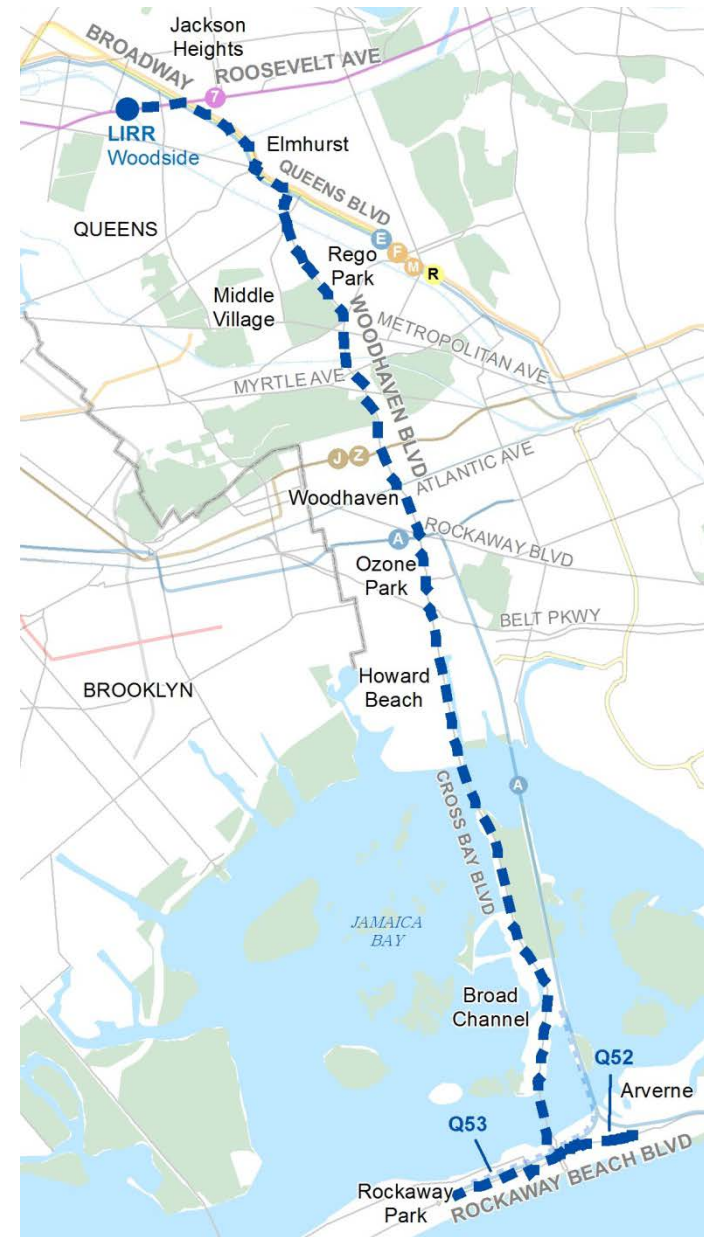 Jackson
Heights
BROADWAY
ROOSEVELT AVE
7
LIRR
Woodside
Elmhurst
QUEENS BLVD
QUEENS
E
F
M
R
Rego
Park
Middle
Village
WOODHAVEN BLVD
METROPOLITAN AVE
MYRTLE AVE
J
Z
ATLANTIC AVE
Woodhaven
A
ROCKAWAY BLVD
Ozone
Park
BELT PKWY
Howard
Beach
BROOKLYN
A
CROSS BAY BLVD
JAMAICA
BAY
Broad
Channel
Q52
Arverne
Q53
Rockaway
Park
ROCKAWAY BEACH BLVD